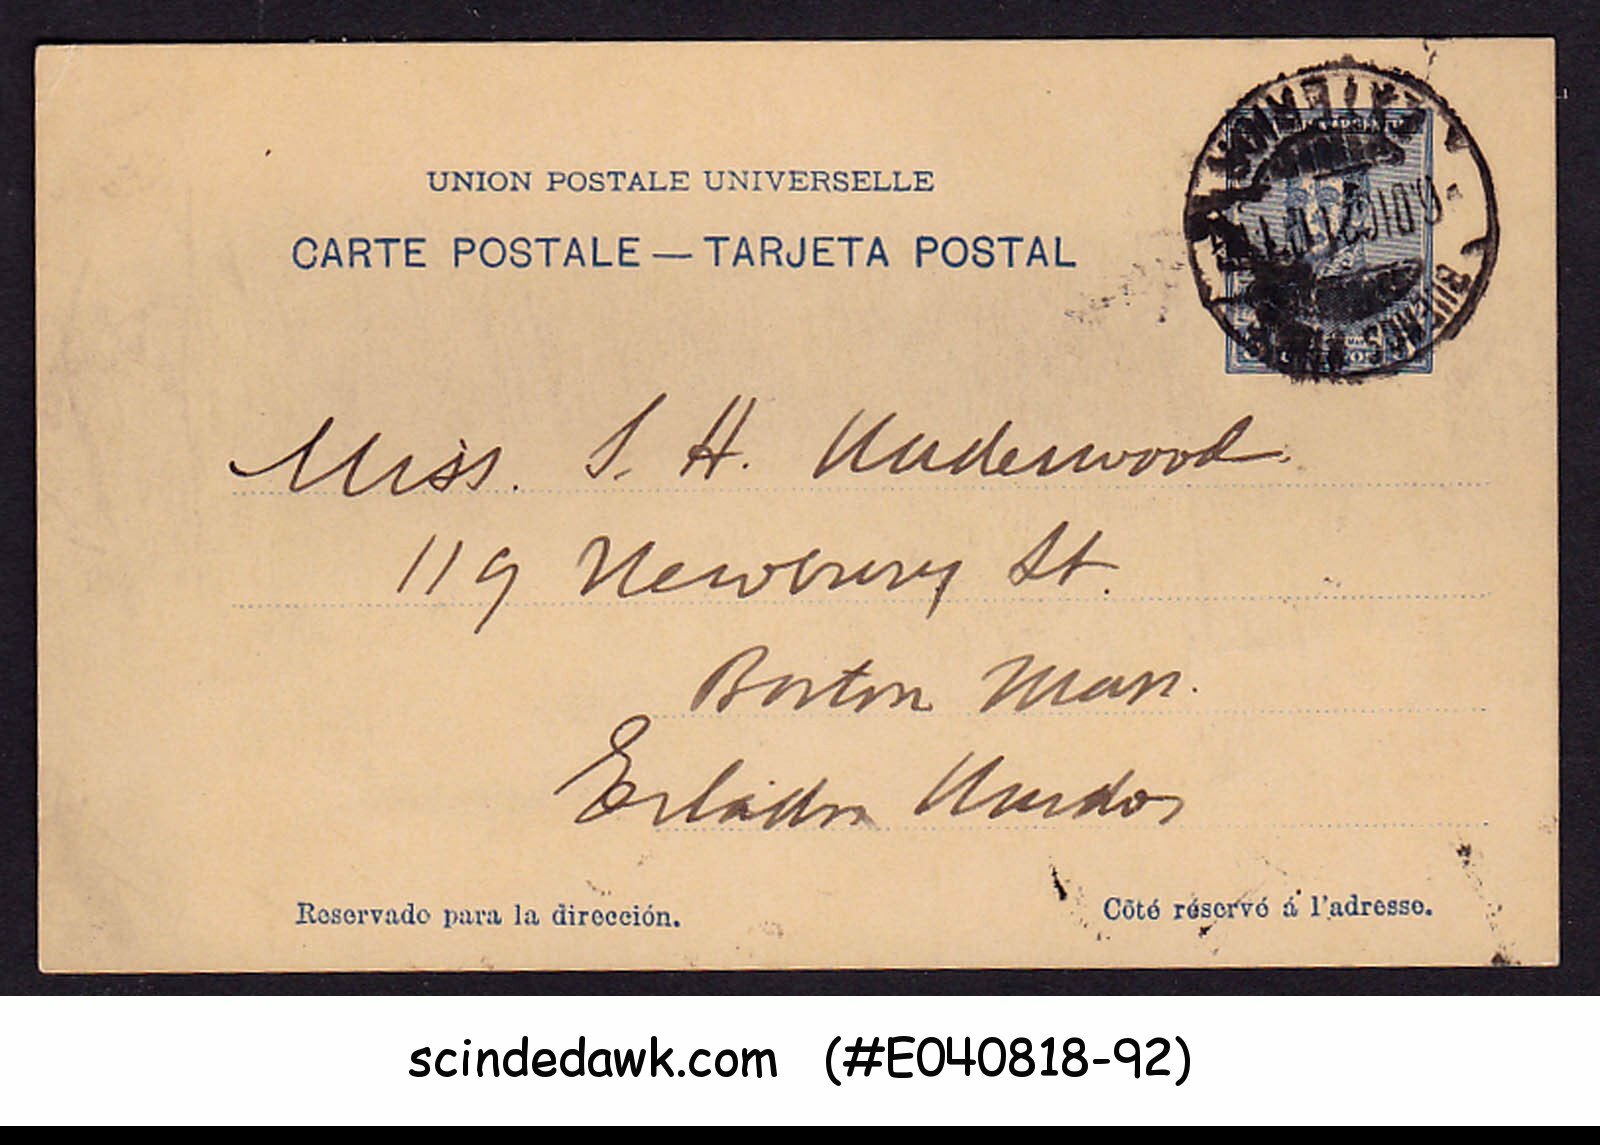 UNION POSTALE UNIVERSELLE
CARTE POSTALE — TARJETA POSTAL
BUENOS
Miss. S. H. Underwood.
119 Newbury St.
Boston Mass.
Estados Unidos
Reservado para la dirección.
Côté réservé á l'adresse.
scindedawk.com (#E040818-92)